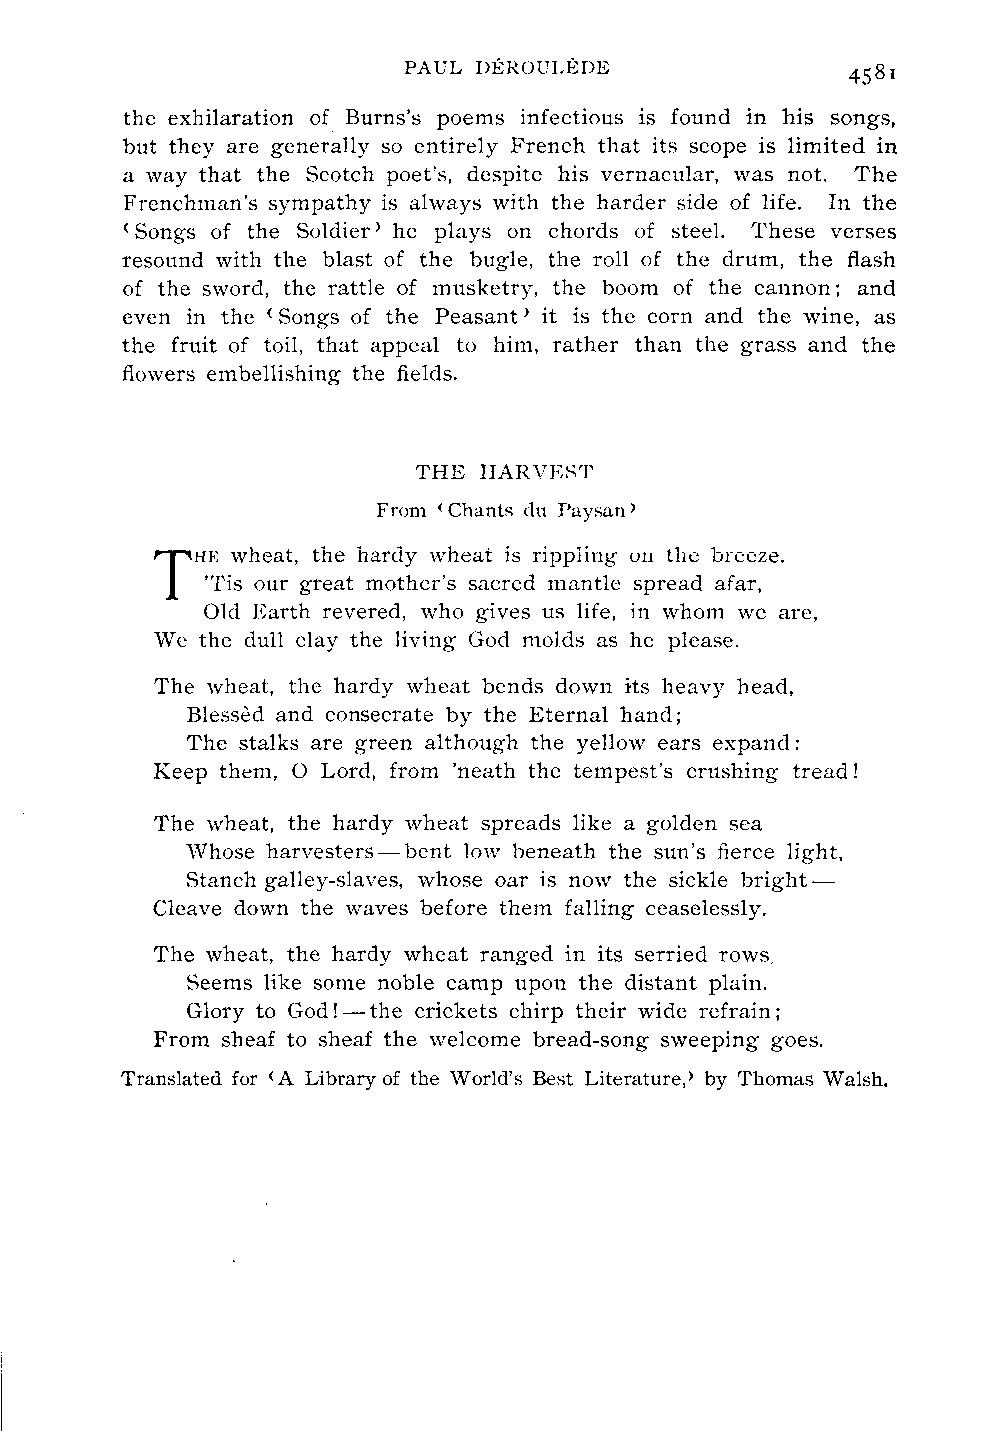 PAUL DÉROULÈDE
4581
the exhilaration of Burns's poems infectious is found in his songs,
but they are generally so entirely French that its scope is limited in
a way that the Scotch poet's, despite his vernacular, was not. The
Frenchman's sympathy is always with the harder side of life. In the
‘Songs of the Soldier’ he plays on chords of steel. These verses
resound with the blast of the bugle, the roll of the drum, the flash
of the sword, the rattle of musketry, the boom of the cannon; and
even in the ‘Songs of the Peasant’ it is the corn and the wine, as
the fruit of toil, that appeal to him, rather than the grass and the
flowers embellishing the fields.
THE HARVEST
From ‘Chants du Paysan’
THE wheat, the hardy wheat is rippling on the breeze.
'Tis our great mother's sacred mantle spread afar,
Old Earth revered, who gives us life, in whom we are,
We the dull clay the living God molds as he please.
The wheat, the hardy wheat bends down its heavy head,
Blessèd and consecrate by the Eternal hand;
The stalks are green although the yellow ears expand:
Keep them, O Lord, from 'neath the tempest's crushing tread!
The wheat, the hardy wheat spreads like a golden sea
Whose harvesters—bent low beneath the sun's fierce light,
Stanch galley-slaves, whose oar is now the sickle bright—
Cleave down the waves before them falling ceaselessly.
The wheat, the hardy wheat ranged in its serried rows,
Seems like some noble camp upon the distant plain.
Glory to God!—the crickets chirp their wide refrain;
From sheaf to sheaf the welcome bread-song sweeping goes.
Translated for ‘A Library of the World's Best Literature,’ by Thomas Walsh.